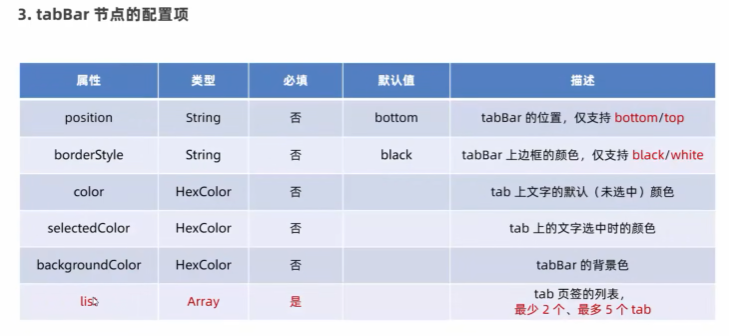 3. tabBar 节点的配置项
属性 类型 必填 默认值 描述
position String 否 bottom tabBar 的位置，仅支持 bottom/top
borderStyle String 否 black tabBar 上边框的颜色，仅支持 black/white
color HexColor 否 tab 上文字的默认（未选中）颜色
selectedColor HexColor 否 tab 上的文字选中时的颜色
backgroundColor HexColor 否 tabBar 的背景色
list Array 是 tab 页签的列表，
最少 2 个、最多 5 个 tab